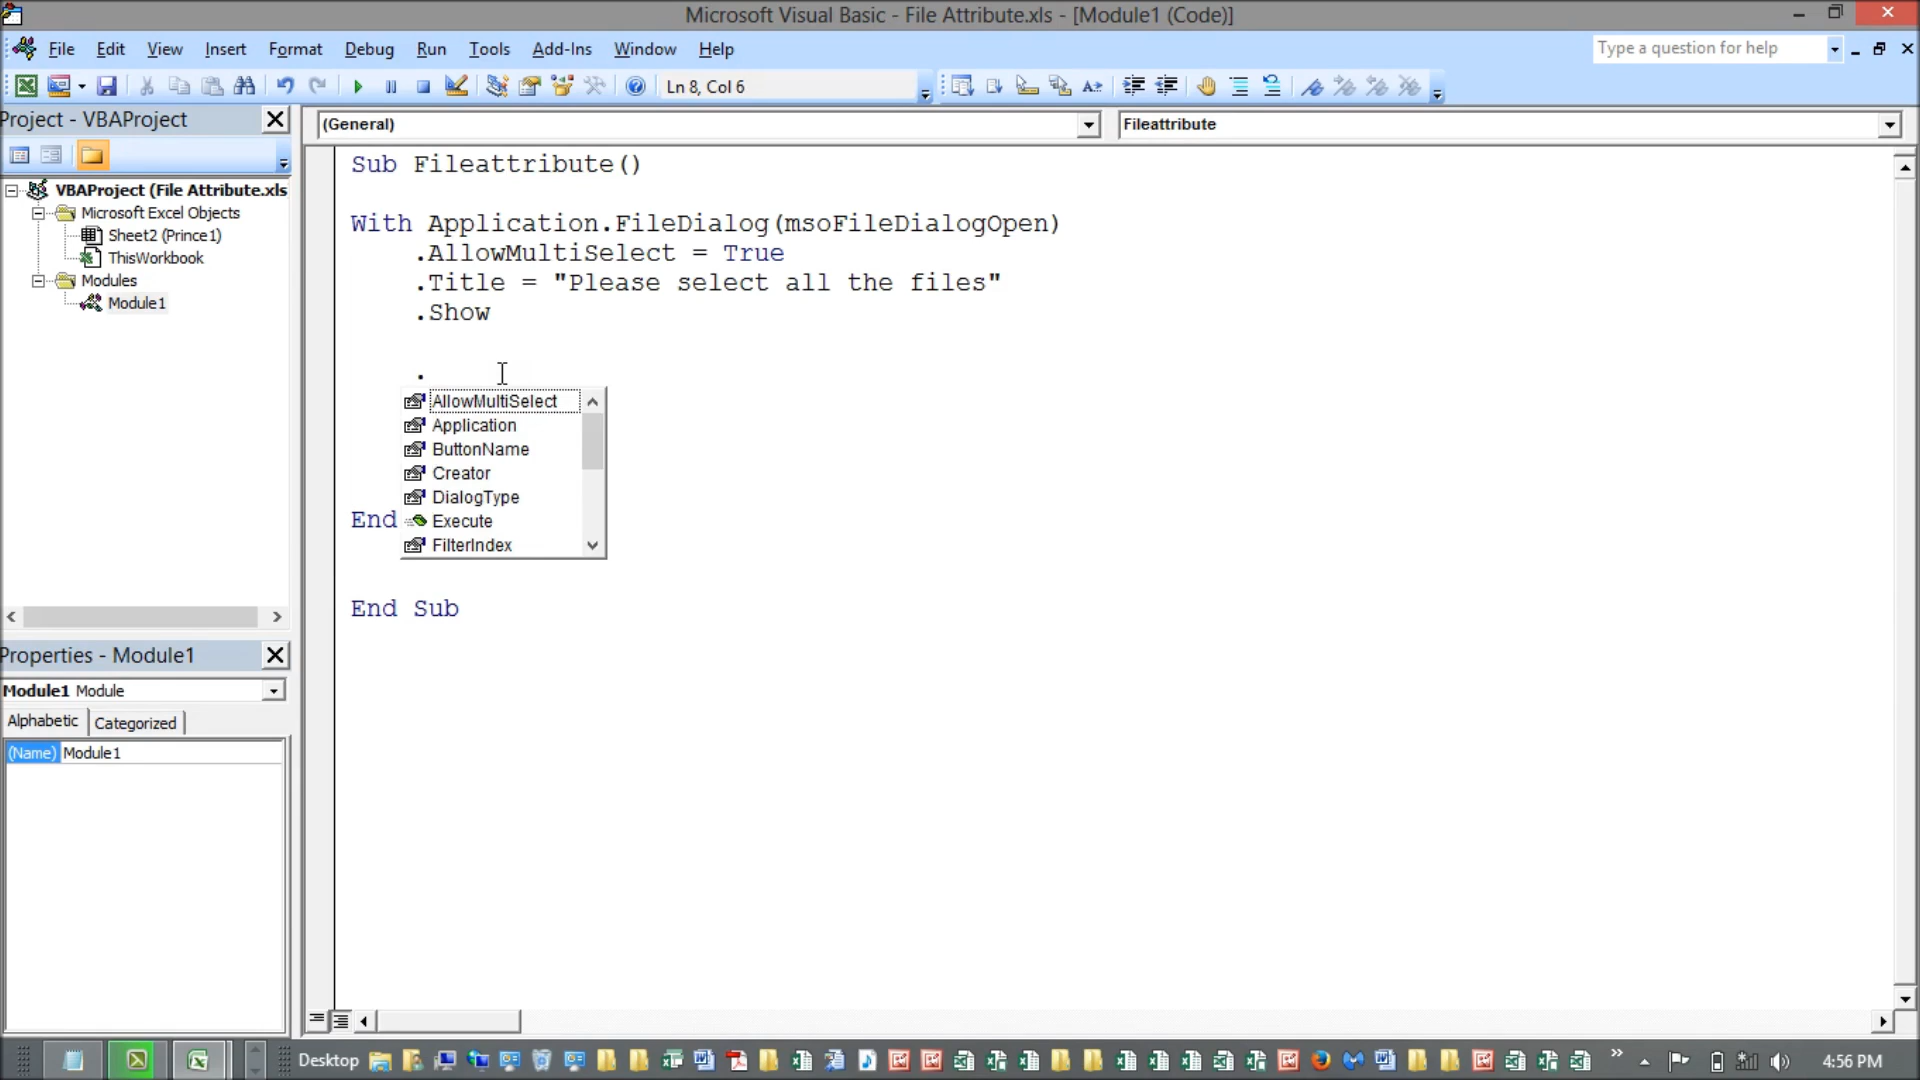 Microsoft Visual Basic - File Attribute.xls - [Module1 (Code)]
File Edit View Insert Format Debug Run Tools Add-Ins Window Help
Type a question for help
Ln 8, Col 6
Project - VBAProject
(General)
Fileattribute
VBAProject (File Attribute.xls
Microsoft Excel Objects
Sheet2 (Prince1)
ThisWorkbook
Modules
Module1
Sub Fileattribute()
With Application.FileDialog(msoFileDialogOpen)
.AllowMultiSelect = True
.Title = "Please select all the files"
.Show
.
AllowMultiSelect
Application
ButtonName
Creator
DialogType
Execute
FilterIndex
End
End Sub
Properties - Module1
Module1 Module
Alphabetic Categorized
(Name) Module1
Desktop
4:56 PM